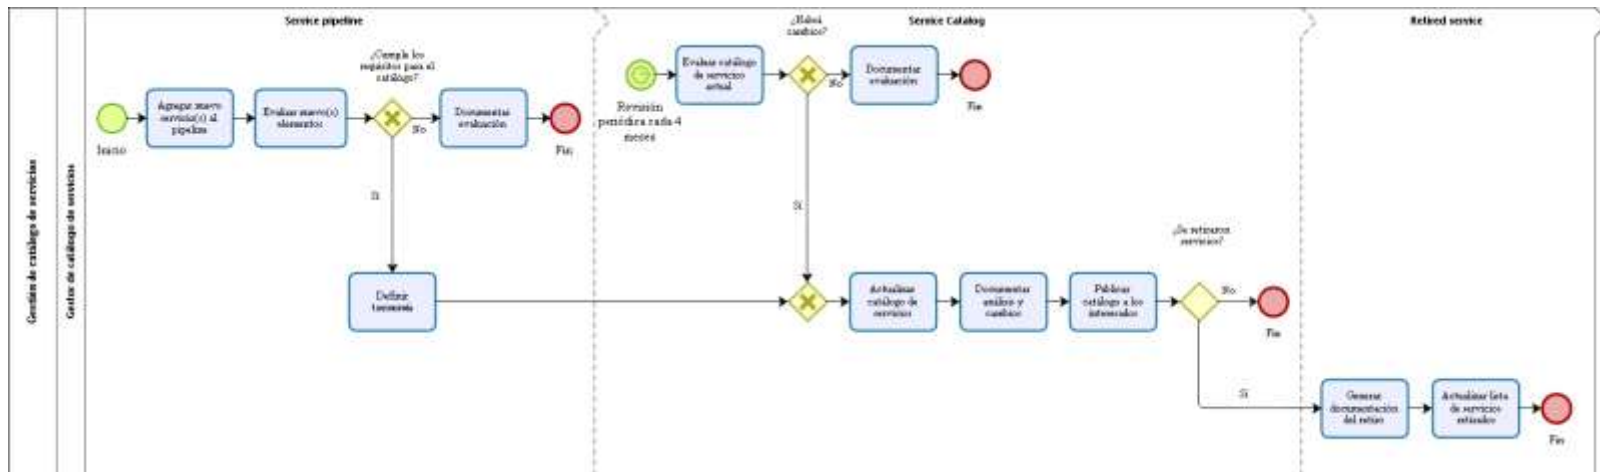 Gestión de catálogo de servicios
Gestor de catálogo de servicios
Service pipeline
Service Catalog
Retired service
Inicio
Agregar nuevo
servicio(s) al
pipeline
Evaluar nuevo(s)
elementos
¿Cumple los
requisitos para el
catálogo?
No
Documentar
evaluación
Fin
Si
Definir
taxonomía
Revisión
periódica cada 4
meses
Evaluar catálogo
de servicios
actual
¿Habrá
cambios?
No
Documentar
evaluación
Fin
Si
Actualizar
catálogo de
servicios
Documentar
análisis y
cambios
Publicar
catálogo a los
interesados
¿Se retiraron
servicios?
No
Fin
Si
Generar
documentación
del retiro
Actualizar lista
de servicios
retirados
Fin